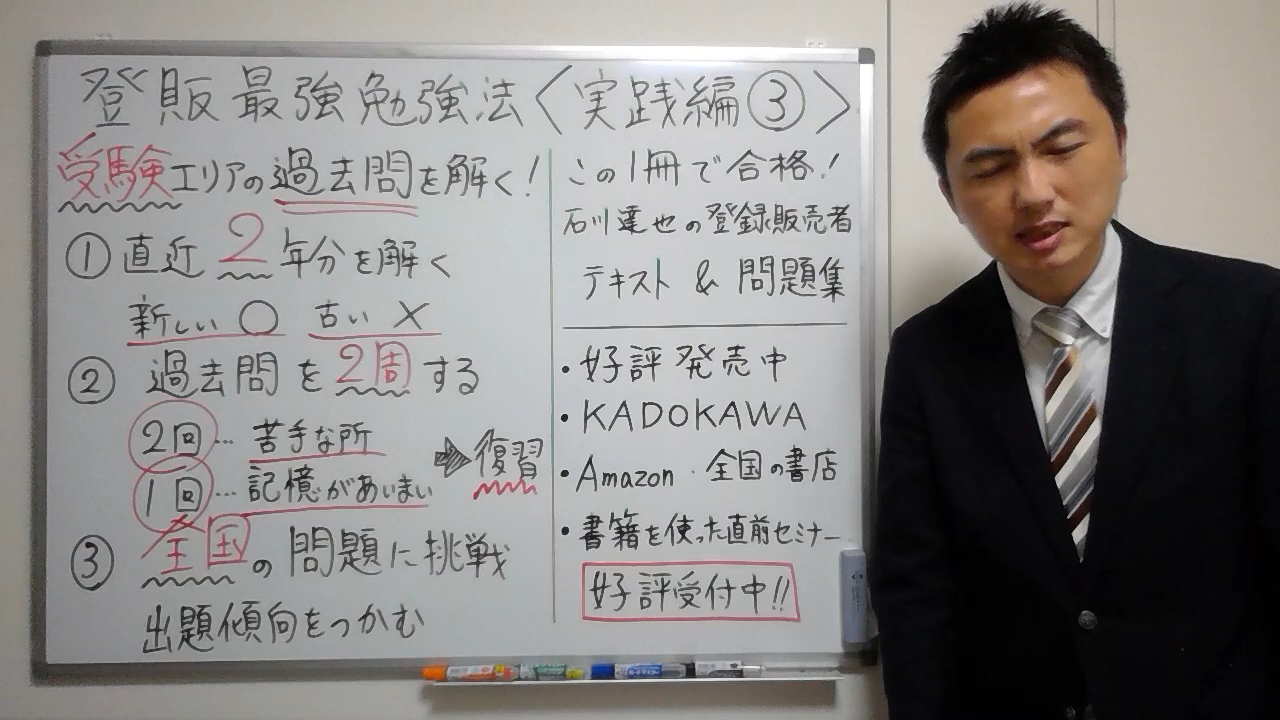 登販最強勉強法〈実践編③〉
受験エリアの過去問を解く!
①直近2年分を解く
新しい○ 古い×
②過去問を2周する
2回…苦手な所
1回…記憶があいまい
➡復習
③全国の問題に挑戦
出題傾向をつかむ
この1冊で合格!
石川達也の登録販売者
テキスト&問題集
・好評発売中
・KADOKAWA
・Amazon・全国の書店
・書籍を使った直前セミナー
好評受付中!!